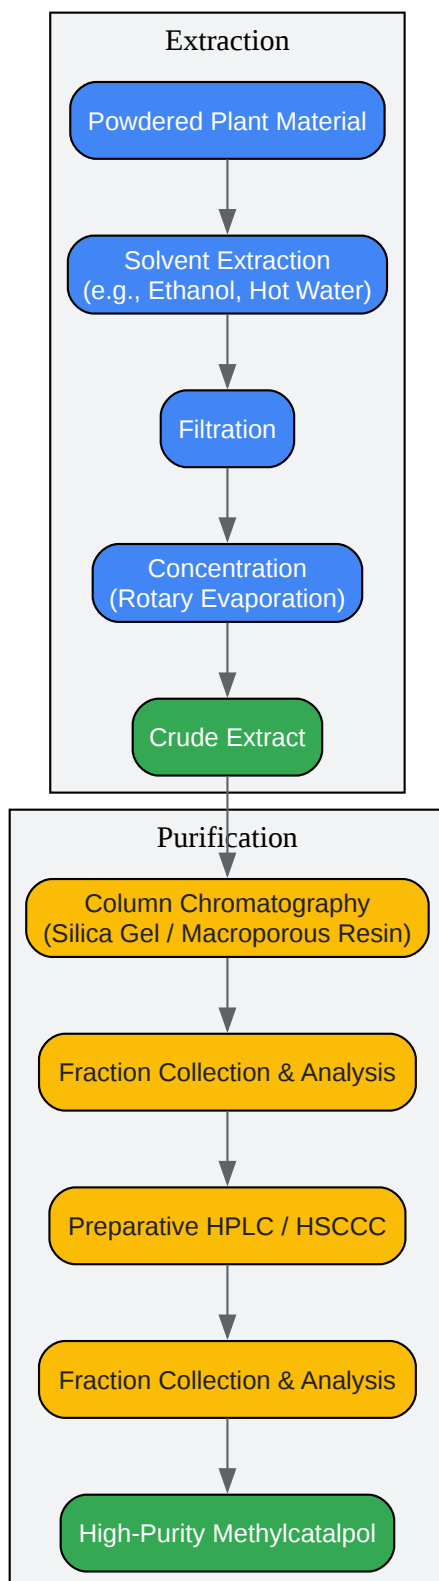 Extraction
Powdered Plant Material
Solvent Extraction
(e.g., Ethanol, Hot Water)
Filtration
Concentration
(Rotary Evaporation)
Crude Extract
Purification
Column Chromatography
(Silica Gel / Macroporous Resin)
Fraction Collection & Analysis
Preparative HPLC / HSCCC
Fraction Collection & Analysis
High-Purity Methylcatalpol